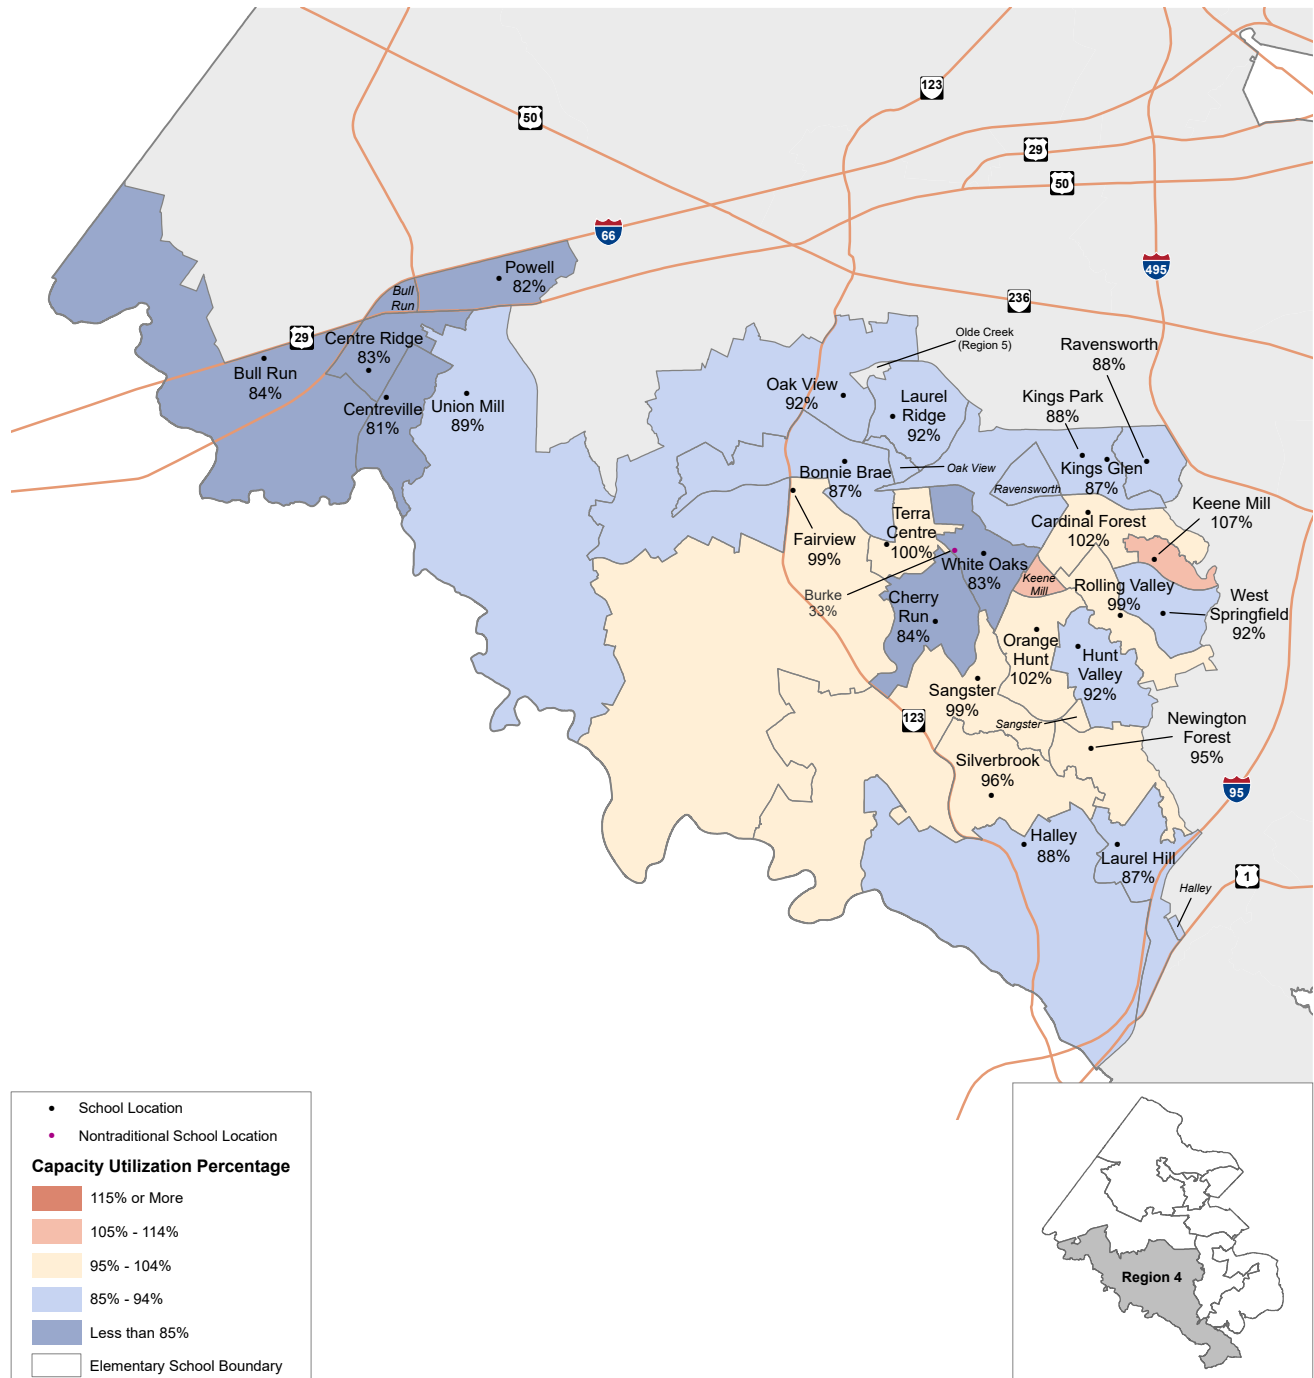 123
50
29
50
66
495
236
Powell
82%
Bull
Run
29
Centre Ridge
83%
Bull Run
84%
Centreville
81%
Union Mill
89%
Olde Creek
(Region 5)
Ravensworth
88%
Oak View
92%
Laurel
Ridge
92%
Kings Park
88%
Bonnie Brae
87%
Oak View
Ravensworth
Kings Glen
87%
Keene Mill
107%
Fairview
99%
Terra
Centre
100%
Cardinal Forest
102%
White Oaks
83%
Keene
Mill
Burke
33%
Cherry
Run
84%
Rolling Valley
99%
West
Springfield
92%
Orange
Hunt
102%
Hunt
Valley
92%
Sangster
99%
Sangster
123
Newington
Forest
95%
Silverbrook
96%
95
Halley
88%
Laurel Hill
87%
Halley
1
School Location
Nontraditional School Location
Capacity Utilization Percentage
115% or More
105% - 114%
95% - 104%
85% - 94%
Less than 85%
Elementary School Boundary
Region 4